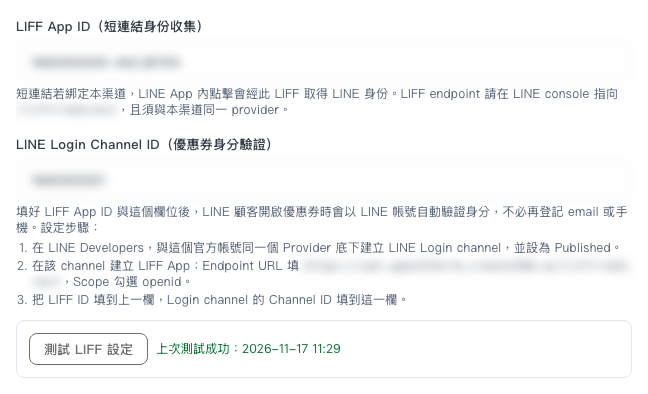 LIFF App ID（短連結身份收集）
短連結若綁定本渠道，LINE App 內點擊會經此 LIFF 取得 LINE 身份。LIFF endpoint 請在 LINE console 指向
，且須與本渠道同一 provider。
LINE Login Channel ID（優惠券身分驗證）
填好 LIFF App ID 與這個欄位後，LINE 顧客開啟優惠券時會以 LINE 帳號自動驗證身分，不必再登記 email 或手
機。設定步驟：
1. 在 LINE Developers，與這個官方帳號同一個 Provider 底下建立 LINE Login channel，並設為 Published。
2. 在該 channel 建立 LIFF App：Endpoint URL 填
，Scope 勾選 openid。
3. 把 LIFF ID 填到上一欄，Login channel 的 Channel ID 填到這一欄。
測試 LIFF 設定 上次測試成功：2026-11-17 11:29